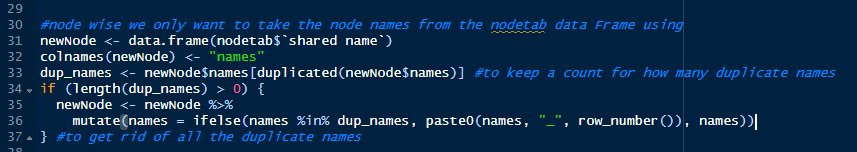 29
30 #node wise we only want to take the node names from the nodetab data Frame using
31 newNode <- data.frame(nodetab$`shared name`)
32 colnames(newNode) <- "names"
33 dup_names <- newNode$names[duplicated(newNode$names)] #to keep a count for how many duplicate names
34 if (length(dup_names) > 0) {
35 newNode <- newNode %>%
36 mutate(names = ifelse(names %in% dup_names, paste0(names, "_", row_number()), names))
37 } #to get rid of all the duplicate names